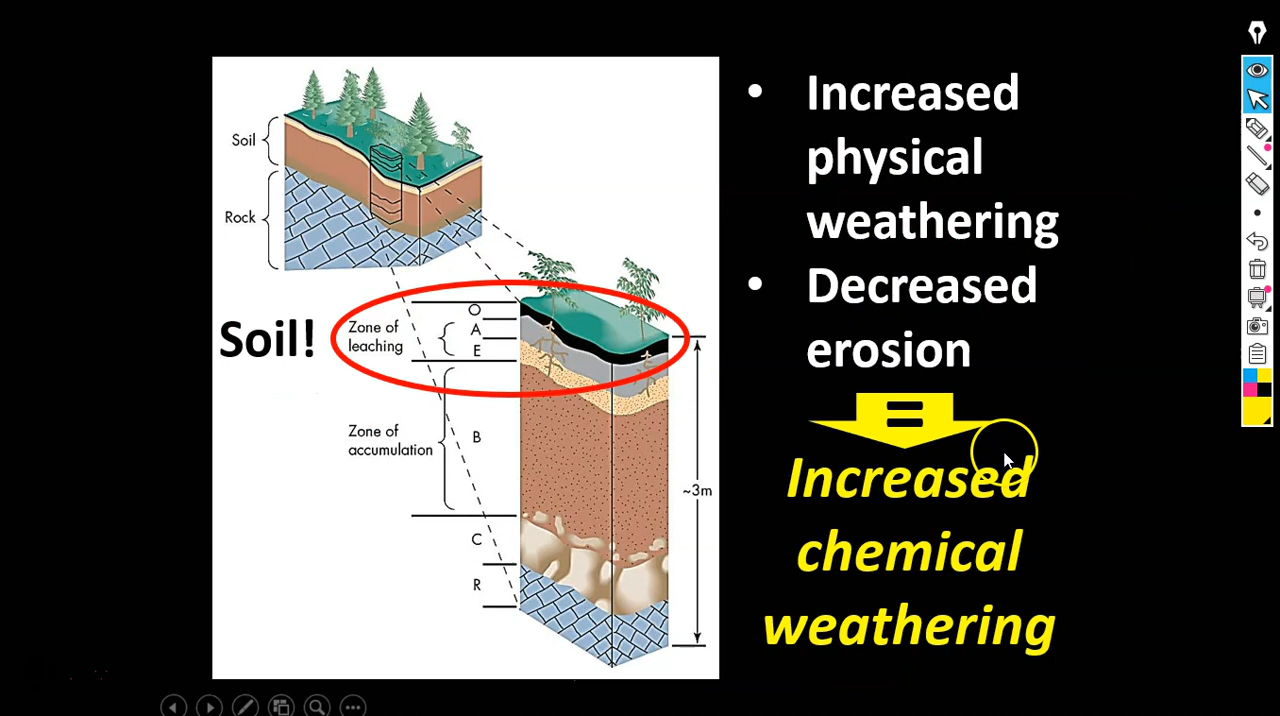 Soil
Rock
Soil!
Zone of
leaching
O
A
E
Zone of
accumulation
B
C
R
~3m
• Increased
physical
weathering
• Decreased
erosion
=
Increased
chemical
weathering